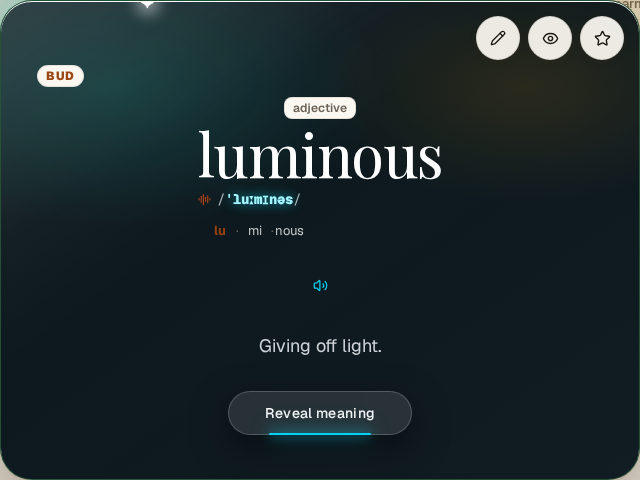 BUD
adjective
luminous
/ˈluːmɪnəs/
lu · mi · nous
Giving off light.
Reveal meaning